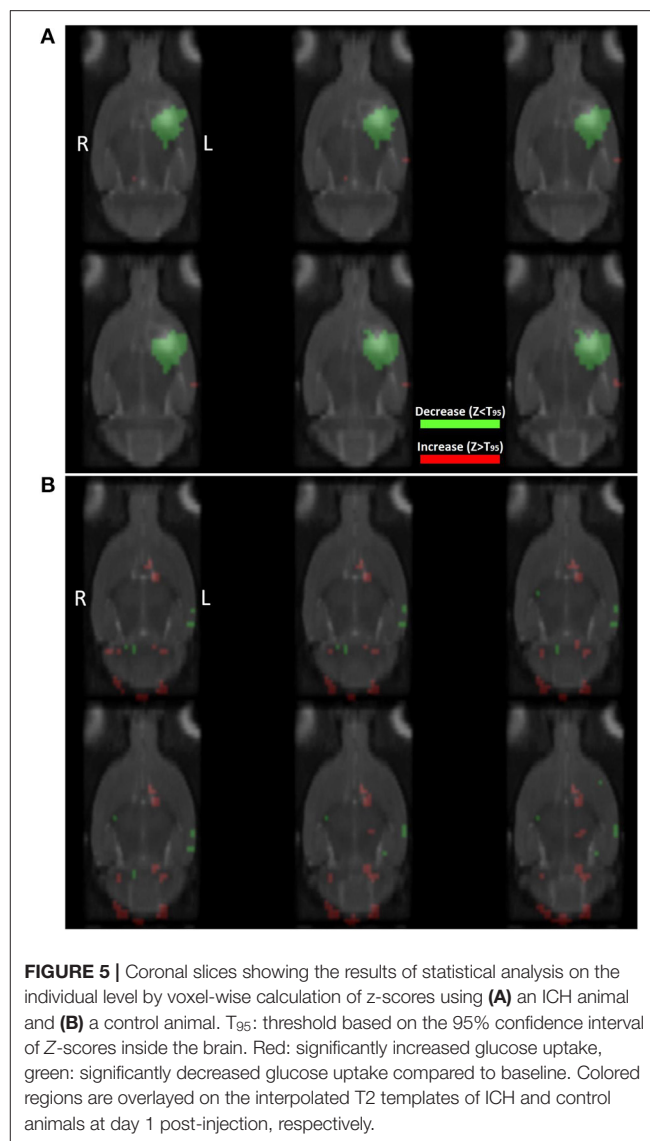 A
R
L
Decrease (Z<T95)
Increase (Z>T95)
B
R
L
FIGURE 5 | Coronal slices showing the results of statistical analysis on the
individual level by voxel-wise calculation of z-scores using (A) an ICH animal
and (B) a control animal. T95: threshold based on the 95% confidence interval
of Z-scores inside the brain. Red: significantly increased glucose uptake,
green: significantly decreased glucose uptake compared to baseline. Colored
regions are overlayed on the interpolated T2 templates of ICH and control
animals at day 1 post-injection, respectively.